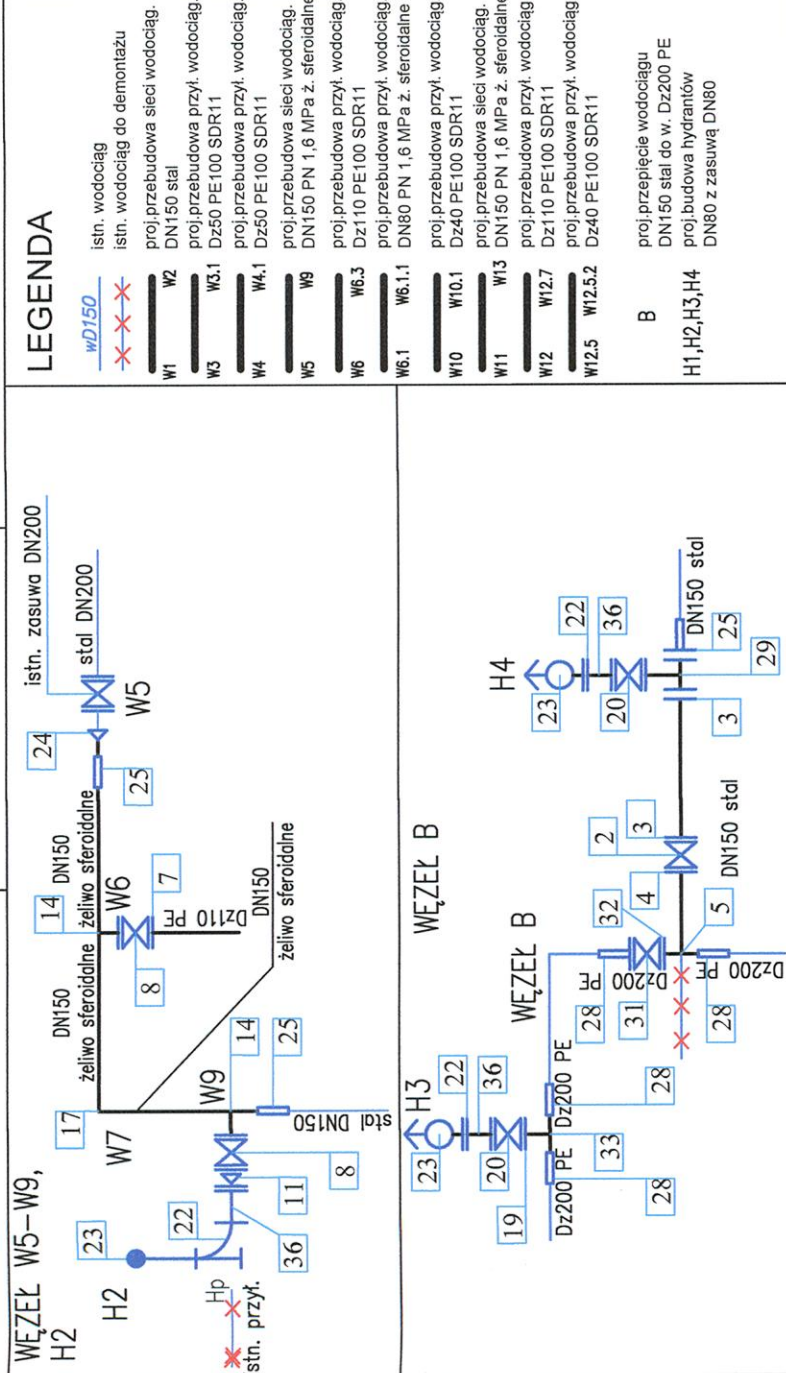 WĘZEŁ W5-W9,
H2
H2
23
22
Hp
stn. przył.
36
11
8
W9
14
25
stal DN150
W7
17
DN150
żeliwo sferoidalne
DN150
żeliwo sferoidalne
14
W6
8
7
Dz110 PE
DN150
żeliwo sferoidalne
24
25
W5
istn. zasuwa DN200
stal DN200
WĘZEŁ B
WĘZEŁ B
H3
23
22
36
20
19
Dz200 PE
28
33
Dz200 PE
28
28
31
32
Dz200 PE
Dz200 PE
28
5
4
2
3
DN150 stal
H4
23
22
36
20
3
29
25
DN150 stal
LEGENDA
wD150
istn. wodociąg
istn. wodociąg do demontażu
W1 W2
proj.przebudowa sieci wodociąg.
DN150 stal
W3 W3.1
proj.przebudowa przył. wodociąg.
Dz50 PE100 SDR11
W4 W4.1
proj.przebudowa przył. wodociąg.
Dz50 PE100 SDR11
W5 W9
proj.przebudowa sieci wodociąg.
DN150 PN 1,6 MPa ż. sferoidalne
W6 W6.3
proj.przebudowa przył. wodociąg.
Dz110 PE100 SDR11
W6.1 W6.1.1
proj.przebudowa przył. wodociąg.
DN80 PN 1,6 MPa ż. sferoidalne
W10 W10.1
proj.przebudowa przył. wodociąg
Dz40 PE100 SDR11
W11 W13
proj.przebudowa sieci wodociąg.
DN150 PN 1,6 MPa ż. sferoidalne
W12 W12.7
proj.przebudowa przył. wodociąg
Dz110 PE100 SDR11
W12.5 W12.5.2
proj.przebudowa przył. wodociąg
Dz40 PE100 SDR11
B
proj.przepięcie wodociągu
DN150 stal do w. Dz200 PE
H1,H2,H3,H4
proj.budowa hydrantów
DN80 z zasuwą DN80